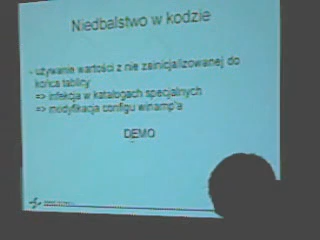 Niedbalstwo w kodzie
- używanie wartości z nie zainicjalizowanej do
końca tablicy
=> infekcja w katalogach specjalnych
=> modyfikacja configu winamp'a
DEMO